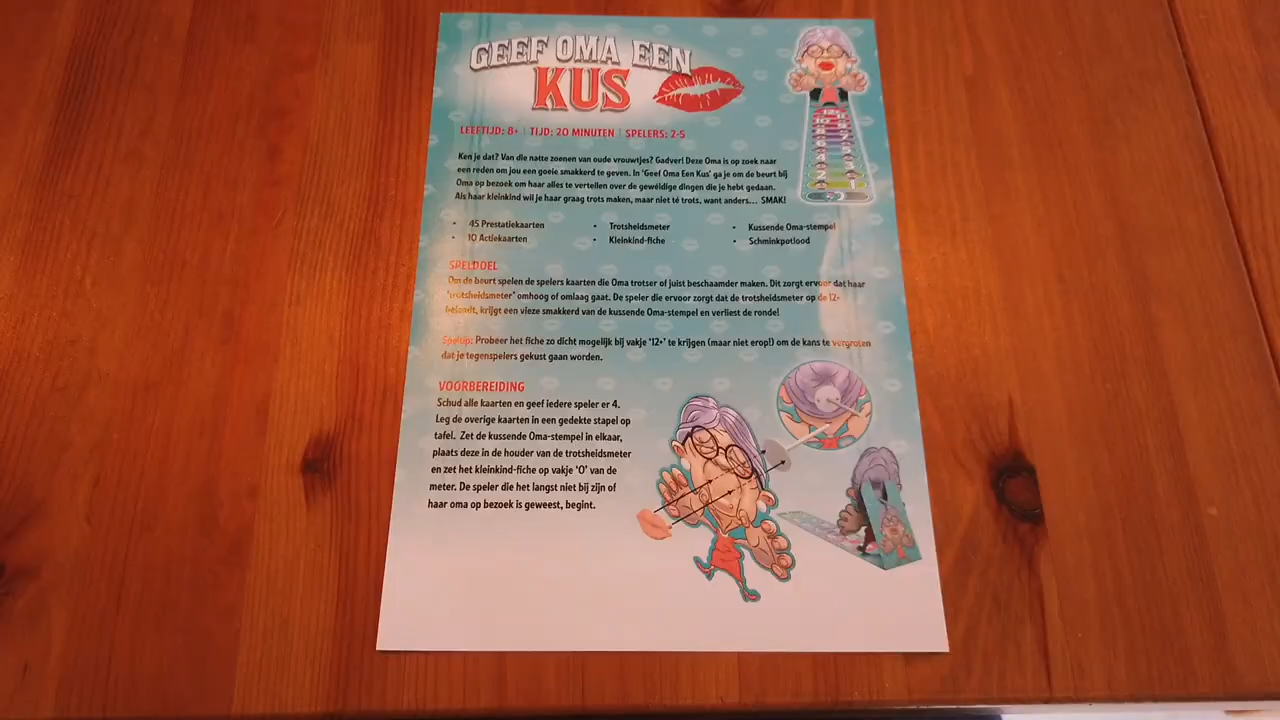 GEEF OMA EEN
KUS
LEEFTIJD: 8+ | TIJD: 20 MINUTEN | SPELERS: 2-5
Ken je dat? Van die natte zoenen van oude vrouwtjes? Gadver! Deze Oma is op zoek naar
een reden om jou een goeie smakkerd te geven. In 'Geef Oma Een Kus' ga je om de beurt bij
Oma op bezoek om haar alles te vertellen over de geweldige dingen die je hebt gedaan.
Als haar kleinkind wil je haar graag trots maken, maar niet té trots, want anders... SMAK!
• 45 Prestatiekaarten
• 10 Actiekaarten
• Trotsheidsmeter
• Kleinkind-fiche
• Kussende Oma-stempel
• Schminkpotlood
SPELDOEL
Om de beurt spelen de spelers kaarten die Oma trotser of juist beschaamder maken. Dit zorgt ervoor dat haar
'trotsheidsmeter' omhoog of omlaag gaat. De speler die ervoor zorgt dat de trotsheidsmeter op de 12+
belandt, krijgt een vieze smakkerd van de kussende Oma-stempel en verliest de ronde!
Speltip: Probeer het fiche zo dicht mogelijk bij vakje '12+' te krijgen (maar niet erop!) om de kans te vergroten
dat je tegenspelers gekust gaan worden.
VOORBEREIDING
Schud alle kaarten en geef iedere speler er 4.
Leg de overige kaarten in een gedekte stapel op
tafel. Zet de kussende Oma-stempel in elkaar,
plaats deze in de houder van de trotsheidsmeter
en zet het kleinkind-fiche op vakje '0' van de
meter. De speler die het langst niet bij zijn of
haar oma op bezoek is geweest, begint.